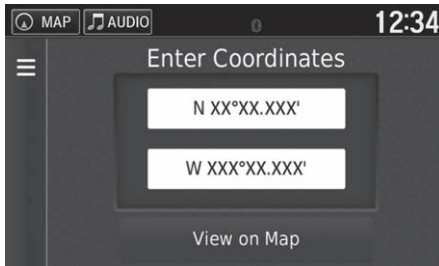 MAP AUDIO 12:34
Enter Coordinates
N XX°XX.XXX'
W XXX°XX.XXX'
View on Map